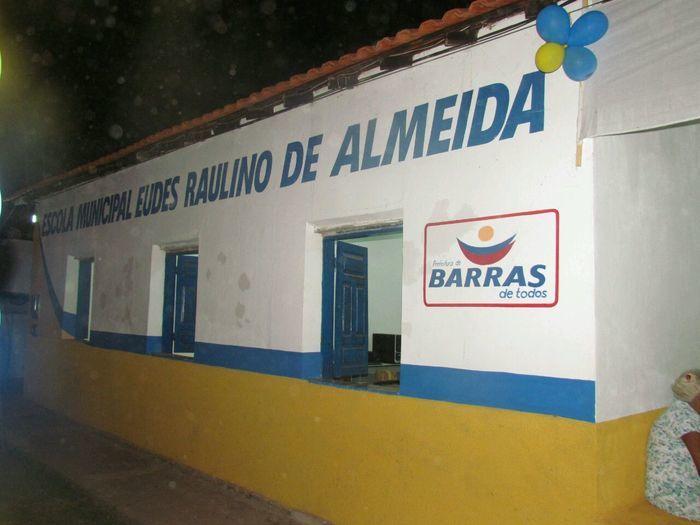 ESCOLA MUNICIPAL EUDES RAULINO DE ALMEIDA
Prefeitura de
BARRAS
de todos